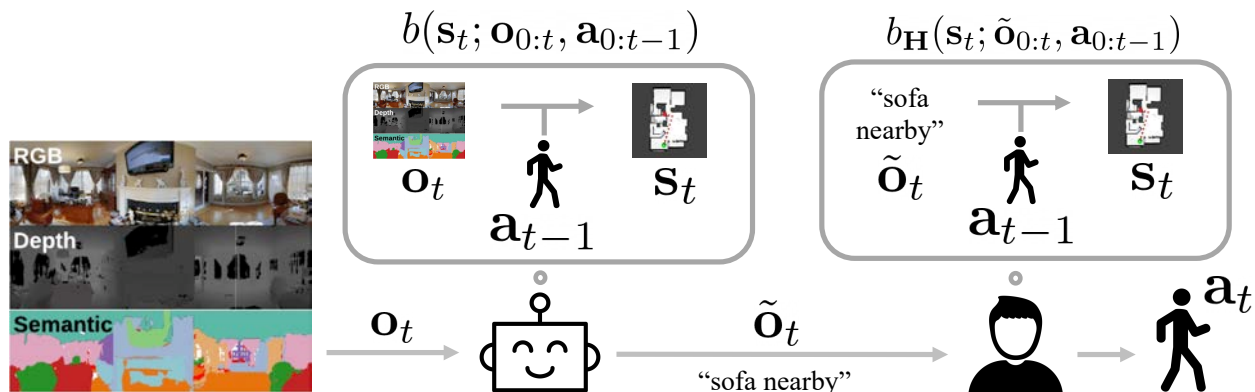 b(s_t; o_{0:t}, a_{0:t−1})
b_H(s_t; õ_{0:t}, a_{0:t−1})
RGB
Depth
Semantic
o_t
a_{t−1}
s_t
“sofa
nearby”
õ_t
a_{t−1}
s_t
RGB
Depth
Semantic
o_t
õ_t
“sofa nearby”
a_t